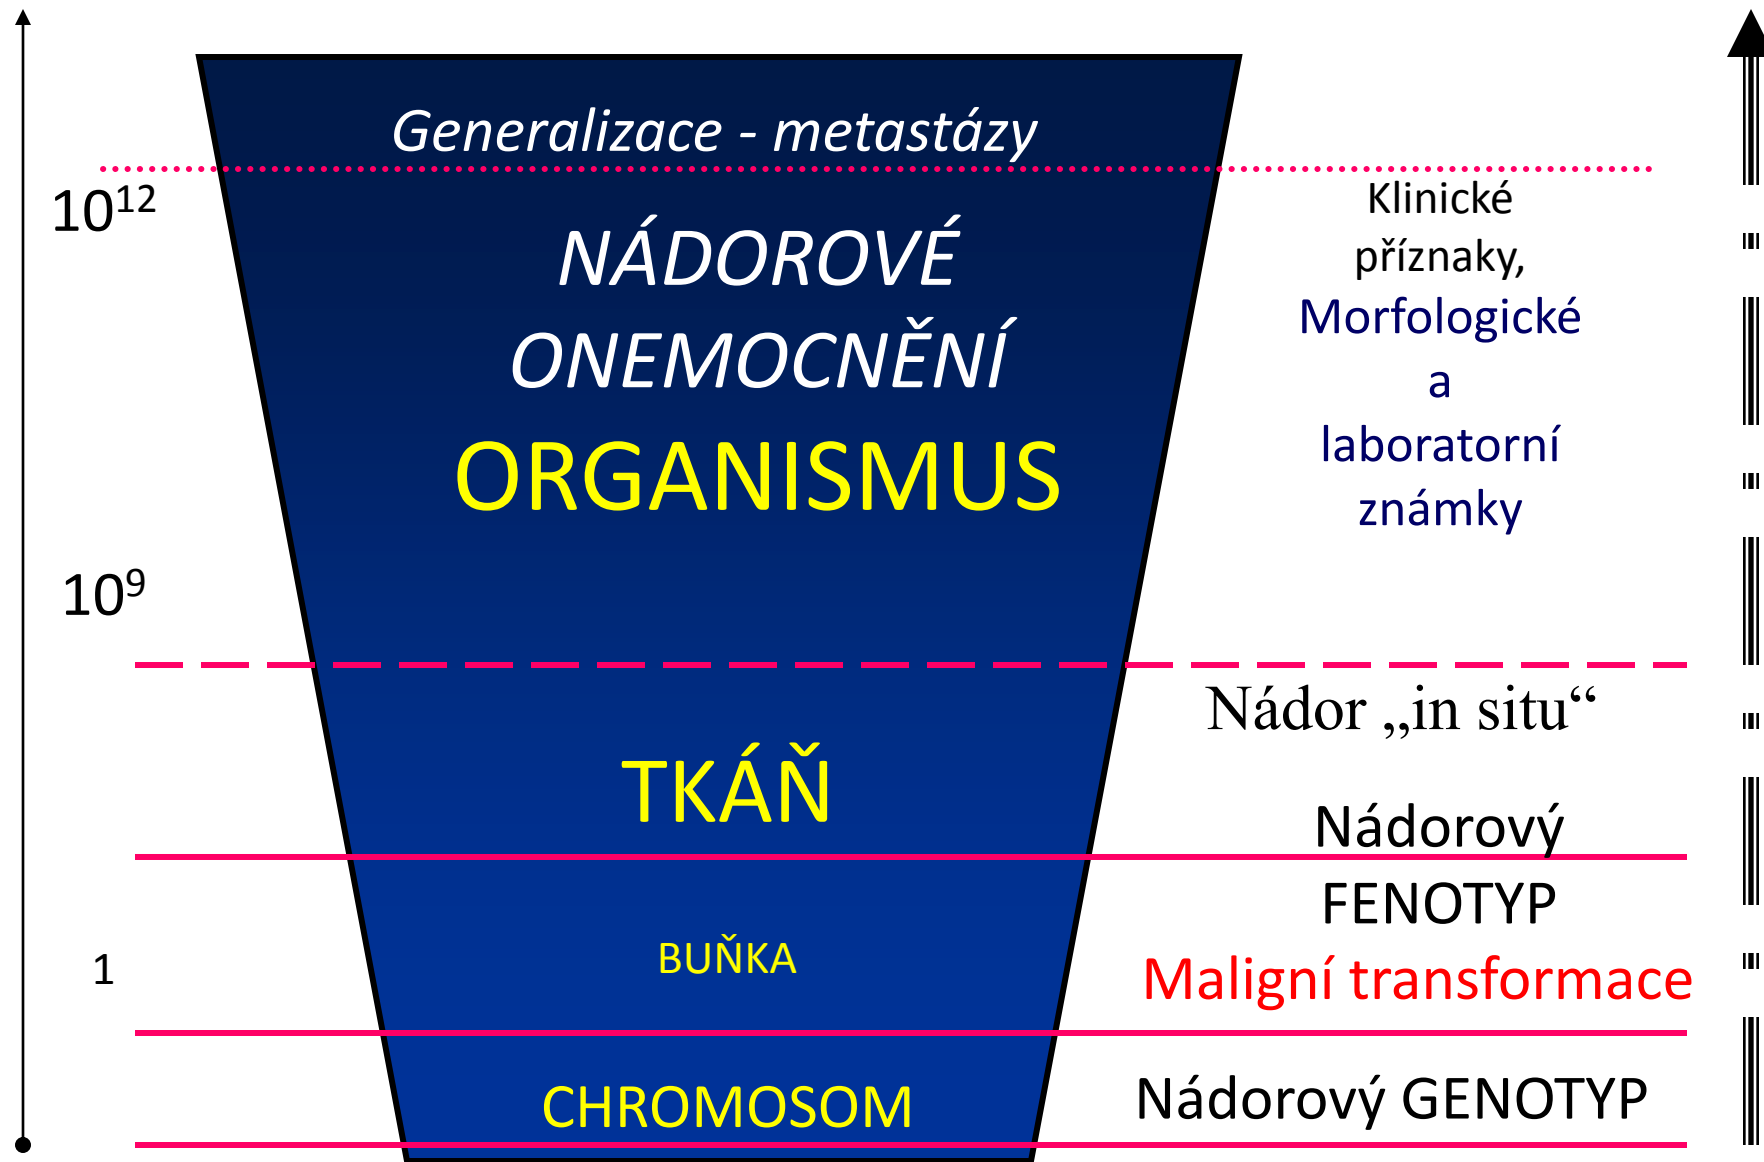 Generalizace - metastázy
10¹²
NÁDOROVÉ
ONEMOCNĚNÍ
ORGANISMUS
Klinické
příznaky,
Morfologické
a
laboratorní
známky
10⁹
Nádor „in situ“
TKÁŇ
Nádorový
FENOTYP
BUŇKA
1
Maligní transformace
CHROMOSOM
Nádorový GENOTYP